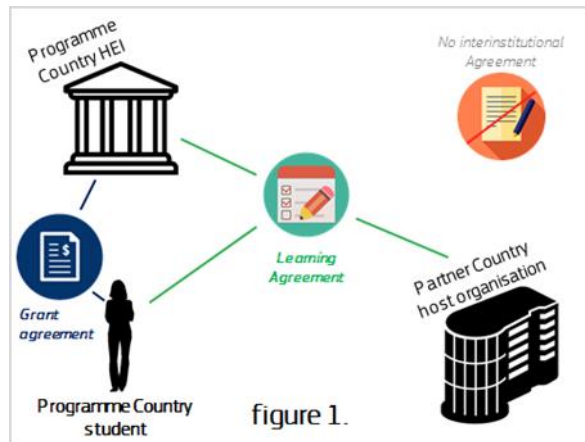 Programme
Country HEI
No interinstitutional
Agreement
Learning
Agreement
Partner Country
host organisation
$
Grant
agreement
Programme Country
student
figure 1.